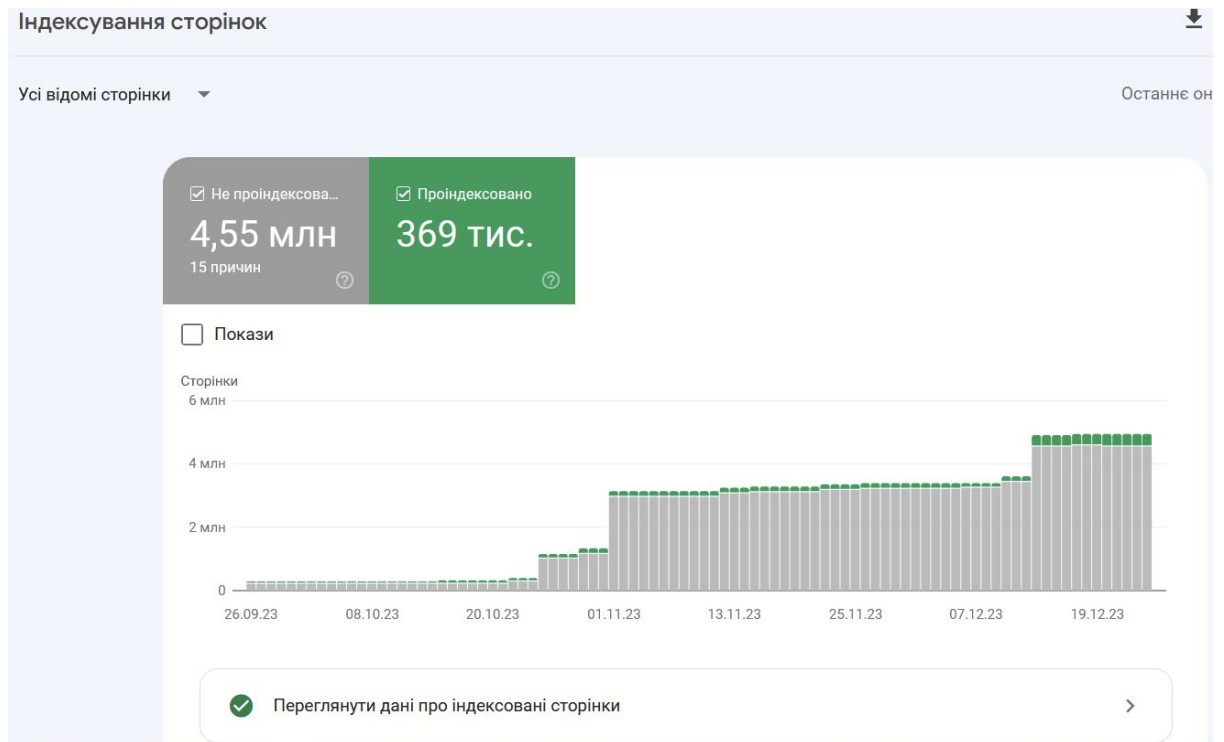 Індексування сторінок
Усі відомі сторінки
Останнє он
Не проіндексова...
Проіндексовано
4,55 млн
369 тис.
15 причин
Покази
Сторінки
6 млн
4 млн
2 млн
0
26.09.23 08.10.23 20.10.23 01.11.23 13.11.23 25.11.23 07.12.23 19.12.23
Переглянути дані про індексовані сторінки